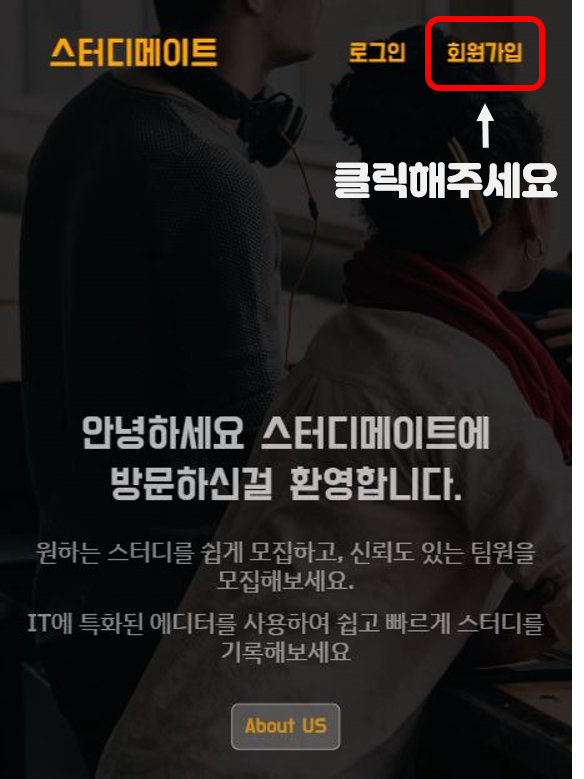 스터디메이트 로그인 회원가입
클릭해주세요
안녕하세요 스터디메이트에
방문하신걸 환영합니다.
원하는 스터디를 쉽게 모집하고, 신뢰도 있는 팀원을
모집해보세요.
IT에 특화된 에디터를 사용하여 쉽고 빠르게 스터디를
기록해보세요
About US